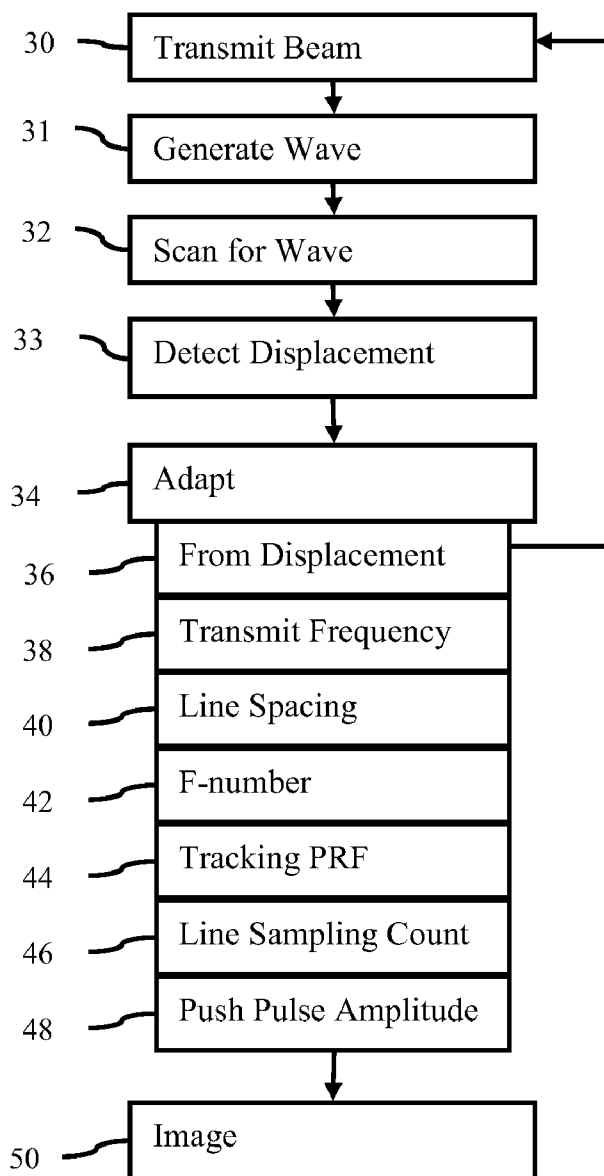 30 Transmit Beam
31 Generate Wave
32 Scan for Wave
33 Detect Displacement
34 Adapt
36 From Displacement
38 Transmit Frequency
40 Line Spacing
42 F-number
44 Tracking PRF
46 Line Sampling Count
48 Push Pulse Amplitude
50 Image